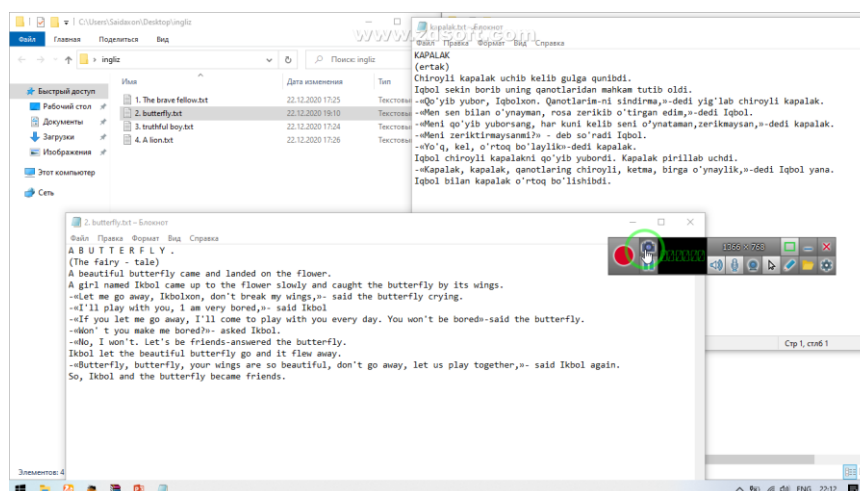 C:\Users\Saidaxon\Desktop\ingliz
Файл Главная Поделиться Вид
ingliz
Поиск: ingliz
Имя Дата изменения Тип
Быстрый доступ
Рабочий стол
Документы
Загрузки
Изображения
Этот компьютер
Сеть
1. The brave fellow.txt 22.12.2020 17:25 Текстовы
2. butterfly.txt 22.12.2020 19:10 Текстовы
3. truthful boy.txt 22.12.2020 17:24 Текстовы
4. A lion.txt 22.12.2020 17:26 Текстовы
Элементов: 4
kapalak.txt – Блокнот
Файл Правка Формат Вид Справка
KAPALAK
(ertak)
Chiroyli kapalak uchib kelib gulga qunibdi.
Iqbol sekin borib uning qanotlaridan mahkam tutib oldi.
-«Qo'yib yubor, Iqbolxon. Qanotlarim-ni sindirma,»-dedi yig'lab chiroyli kapalak.
-«Men sen bilan o'ynayman, rosa zerikib o'tirgan edim,»-dedi Iqbol.
-«Meni qo'yib yuborsang, har kuni kelib seni o'ynataman,zerikmaysan,»-dedi kapalak.
-«Meni zeriktirmaysanmi?» - deb so'radi Iqbol.
-«Yo'q, kel, o'rtoq bo'laylik»-dedi kapalak.
Iqbol chiroyli kapalakni qo'yib yubordi. Kapalak pirillab uchdi.
-«Kapalak, kapalak, qanotlaring chiroyli, ketma, birga o'ynaylik,»-dedi Iqbol yana.
Iqbol bilan kapalak o'rtoq bo'lishibdi.
Стр 1, стлб 1
2. butterfly.txt – Блокнот
Файл Правка Формат Вид Справка
A B U T T E R F L Y .
(The fairy - tale)
A beautiful butterfly came and landed on the flower.
A girl named Ikbol came up to the flower slowly and caught the butterfly by its wings.
-«Let me go away, Ikbolxon, don't break my wings,»- said the butterfly crying.
-«I'll play with you, 1 am very bored,»- said Ikbol
-«If you let me go away, I'll come to play with you every day. You won't be bored»-said the butterfly.
-«Won' t you make me bored?»- asked Ikbol.
-«No, I won't. Let's be friends-answered the butterfly.
Ikbol let the beautiful butterfly go and it flew away.
-«Butterfly, butterfly, your wings are so beautiful, don't go away, let us play together,»- said Ikbol again.
So, Ikbol and the butterfly became friends.
1366 X 768
ENG 22:12